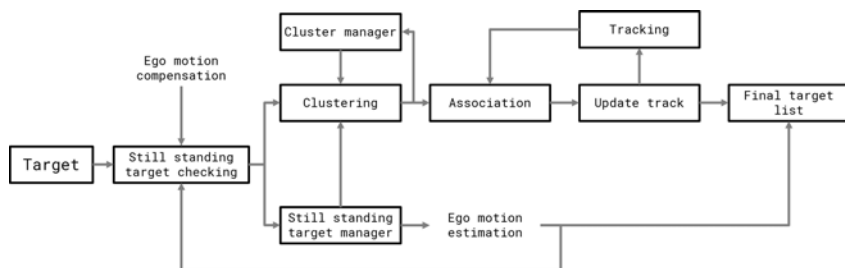 Cluster manager
Tracking
Ego motion
compensation
Clustering
Association
Update track
Final target
list
Target
Still standing
target checking
Still standing
target manager
Ego motion
estimation